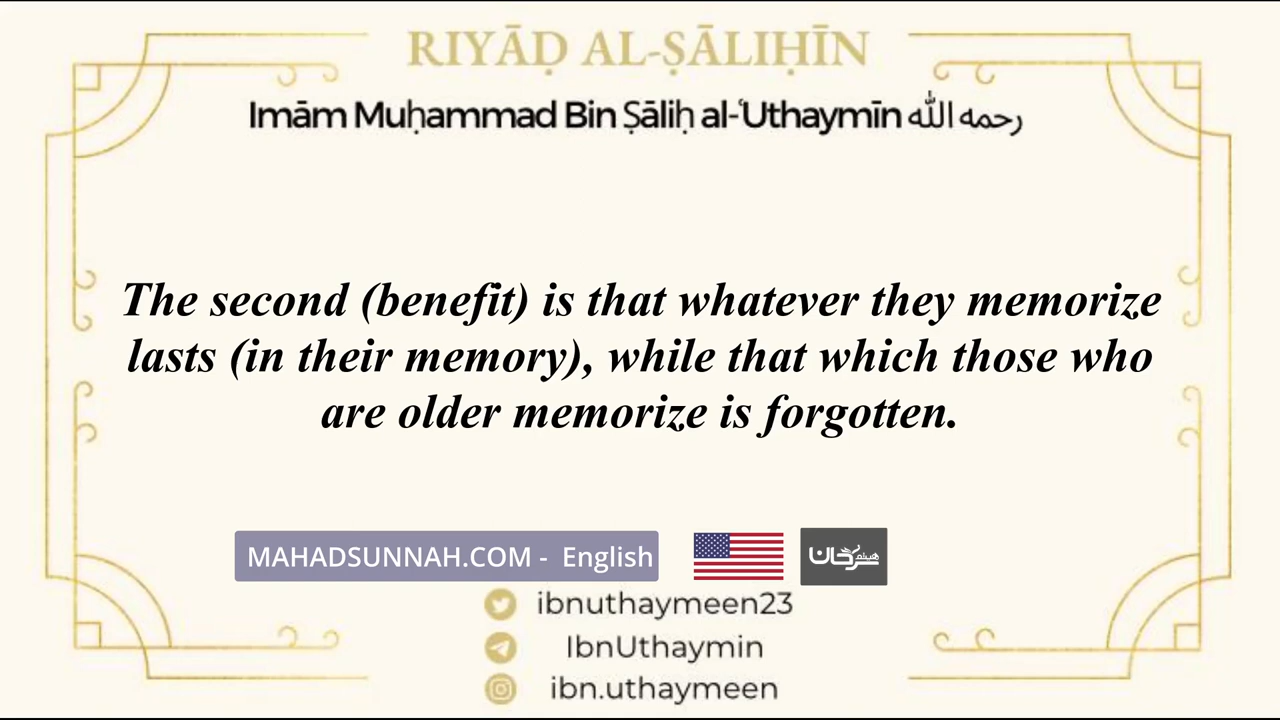 RIYĀḌ AL-ṢĀLIḤĪN
Imām Muḥammad Bin Ṣāliḥ al-ʿUthaymīn رحمه الله
The second (benefit) is that whatever they memorize
lasts (in their memory), while that which those who
are older memorize is forgotten.
MAHADSUNNAH.COM - English
ibnuthaymeen23
IbnUthaymin
ibn.uthaymeen